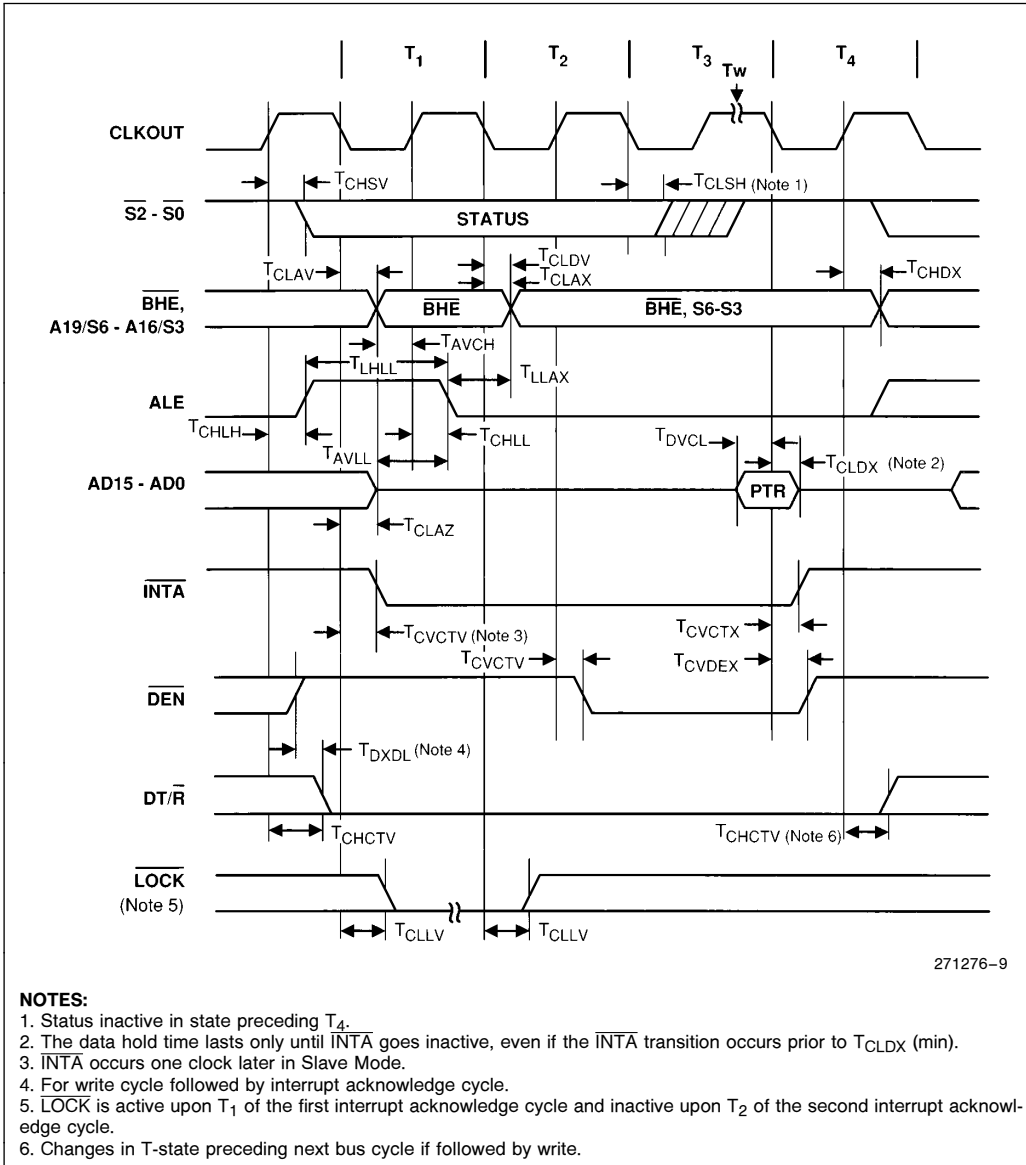 T1 T2 T3 T4
Tw
CLKOUT
TCHSV TCLSH (Note 1)
S2 - S0 STATUS
TCLDV
TCLAV TCLAX TCHDX
BHE, BHE BHE, S6-S3
A19/S6 - A16/S3
TAVCH
TLHLL TLLAX
ALE
TCHLH TCHLL TDVCL
TAVLL TCLDX (Note 2)
AD15 - AD0 PTR
TCLAZ
INTA
TCVCTV (Note 3) TCVCTX
TCVCTV TCVDEX
DEN
TDXDL (Note 4)
DT/R
TCHCTV TCHCTV (Note 6)
LOCK
(Note 5)
TCLLV TCLLV
271276–9
NOTES:
1. Status inactive in state preceding T4.
2. The data hold time lasts only until INTA goes inactive, even if the INTA transition occurs prior to TCLDX (min).
3. INTA occurs one clock later in Slave Mode.
4. For write cycle followed by interrupt acknowledge cycle.
5. LOCK is active upon T1 of the first interrupt acknowledge cycle and inactive upon T2 of the second interrupt acknowl-
edge cycle.
6. Changes in T-state preceding next bus cycle if followed by write.